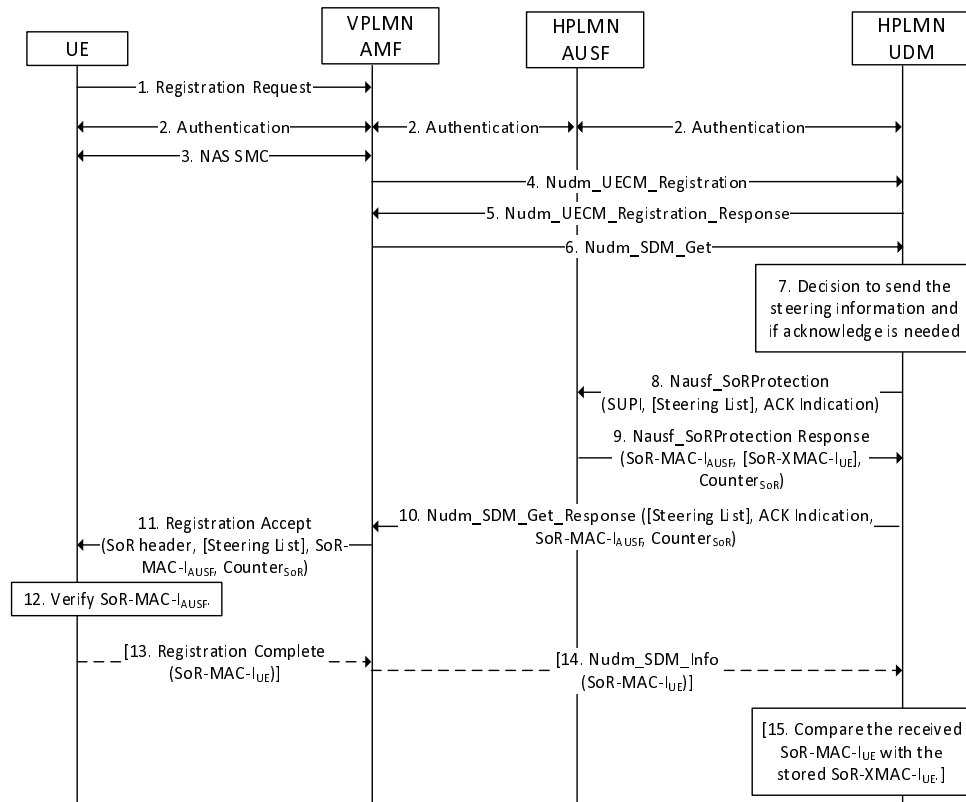 UE
VPLMN
AMF
HPLMN
AUSF
HPLMN
UDM
1. Registration Request
2. Authentication
2. Authentication
2. Authentication
3. NAS SMC
4. Nudm_UECM_Registration
5. Nudm_UECM_Registration_Response
6. Nudm_SDM_Get
7. Decision to send the
steering information and
if acknowledge is needed
8. Nausf_SoRProtection
(SUPI, [Steering List], ACK Indication)
9. Nausf_SoRProtection Response
(SoR-MAC-IAUSF, [SoR-XMAC-IUE],
CounterSoR)
10. Nudm_SDM_Get_Response ([Steering List], ACK Indication,
SoR-MAC-IAUSF, CounterSoR)
11. Registration Accept
(SoR header, [Steering List], SoR-
MAC-IAUSF, CounterSoR)
12. Verify SoR-MAC-IAUSF.
[13. Registration Complete
(SoR-MAC-IUE)]
[14. Nudm_SDM_Info
(SoR-MAC-IUE)]
[15. Compare the received
SoR-MAC-IUE with the
stored SoR-XMAC-IUE.]